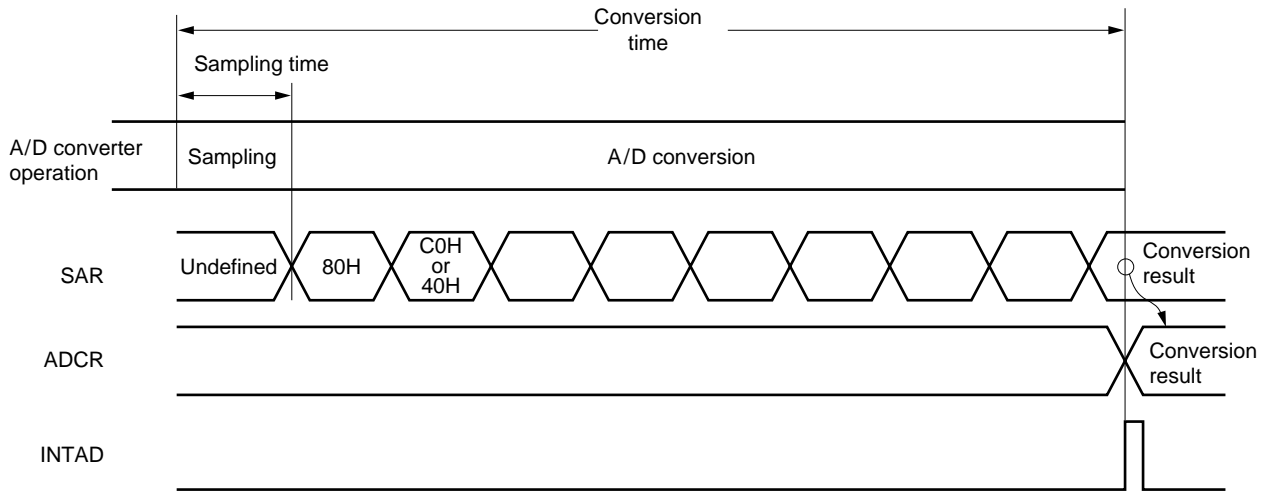 Conversion
time
Sampling time
A/D converter
operation
Sampling
A/D conversion
SAR
Undefined
80H
C0H
or
40H
Conversion
result
ADCR
Conversion
result
INTAD